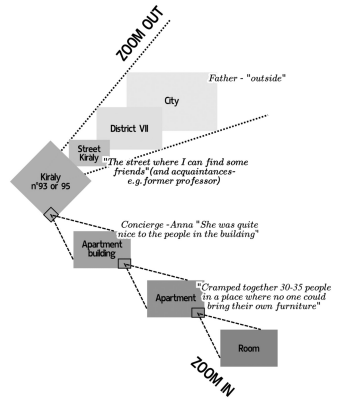 ZOOM OUT
Father - "outside"
City
District VII
Street
Kiraly
Kiraly
n°93 or 95
"The street where I can find some
friends"(and acquaintances-
e.g. former professor)
Concierge -Anna "She was quite
nice to the people in the building"
Apartment
building
"Cramped together 30-35 people
in a place where no one could
bring their own furniture"
Apartment
Room
ZOOM IN